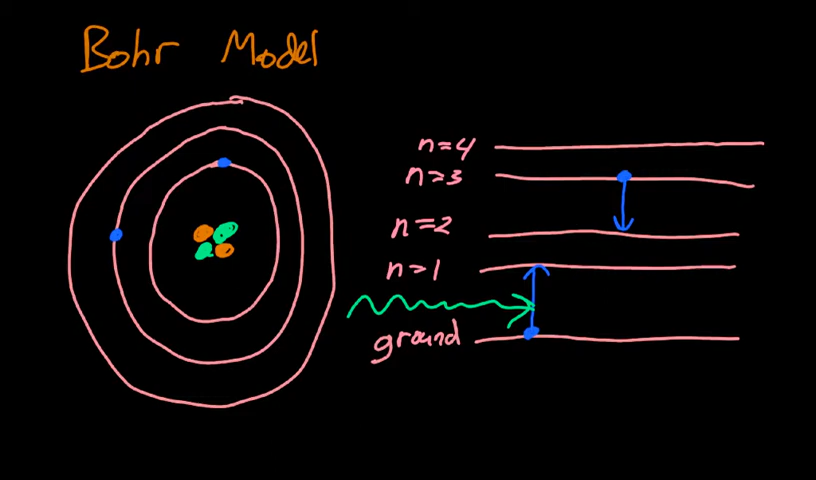 Bohr Model
n=4
n=3
n=2
n=1
ground